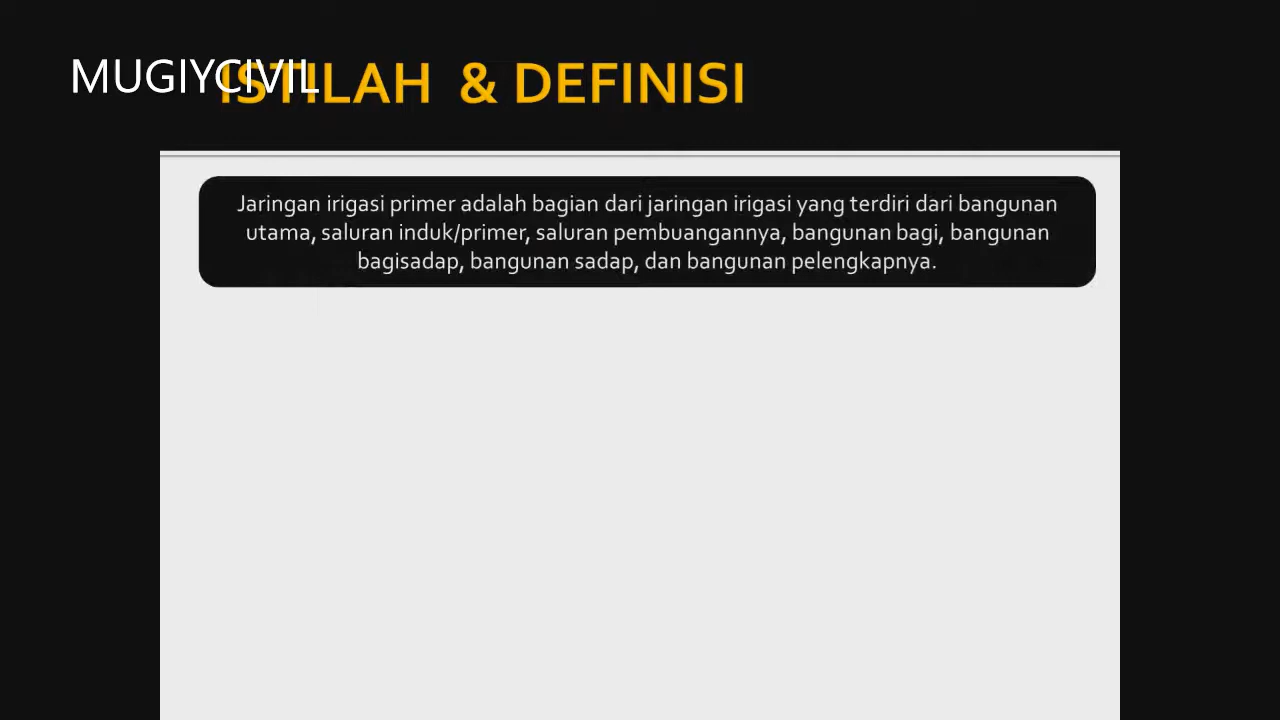 MUGIYCIVIL
ISTILAH & DEFINISI
Jaringan irigasi primer adalah bagian dari jaringan irigasi yang terdiri dari bangunan
utama, saluran induk/primer, saluran pembuangannya, bangunan bagi, bangunan
bagisadap, bangunan sadap, dan bangunan pelengkapnya.